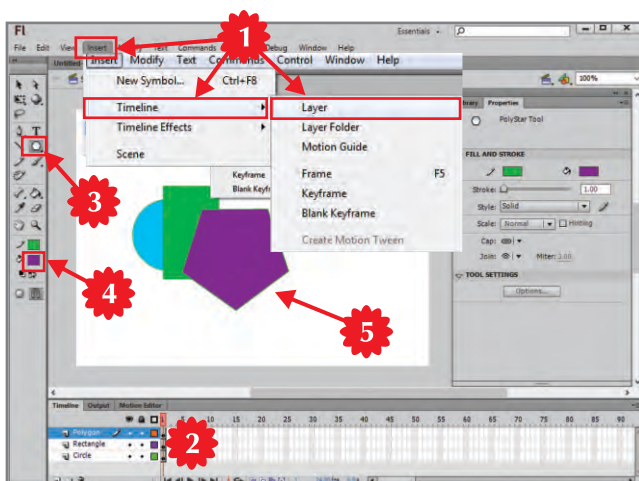 Fl
Essentials
File Edit View Insert Modify Text Commands Control Debug Window Help
1
Untitled
Insert Modify Text Commands Control Window Help
New Symbol... Ctrl+F8
Timeline
Timeline Effects
Scene
Layer
Layer Folder
Motion Guide
Frame F5
Keyframe
Blank Keyframe
Create Motion Tween
Keyframe
Blank Keyfr
100%
Library Properties
PolyStar Tool
FILL AND STROKE
Stroke: 1.00
Style: Solid
Scale: Normal Hinting
Cap:
Join: Miter: 3.00
TOOL SETTINGS
Options...
3
4
5
Timeline Output Motion Editor
1 5 10 15 20 25 30 35 40 45 50 55 60 65 70 75 80 85 90
Polygon
Rectangle
Circle
2